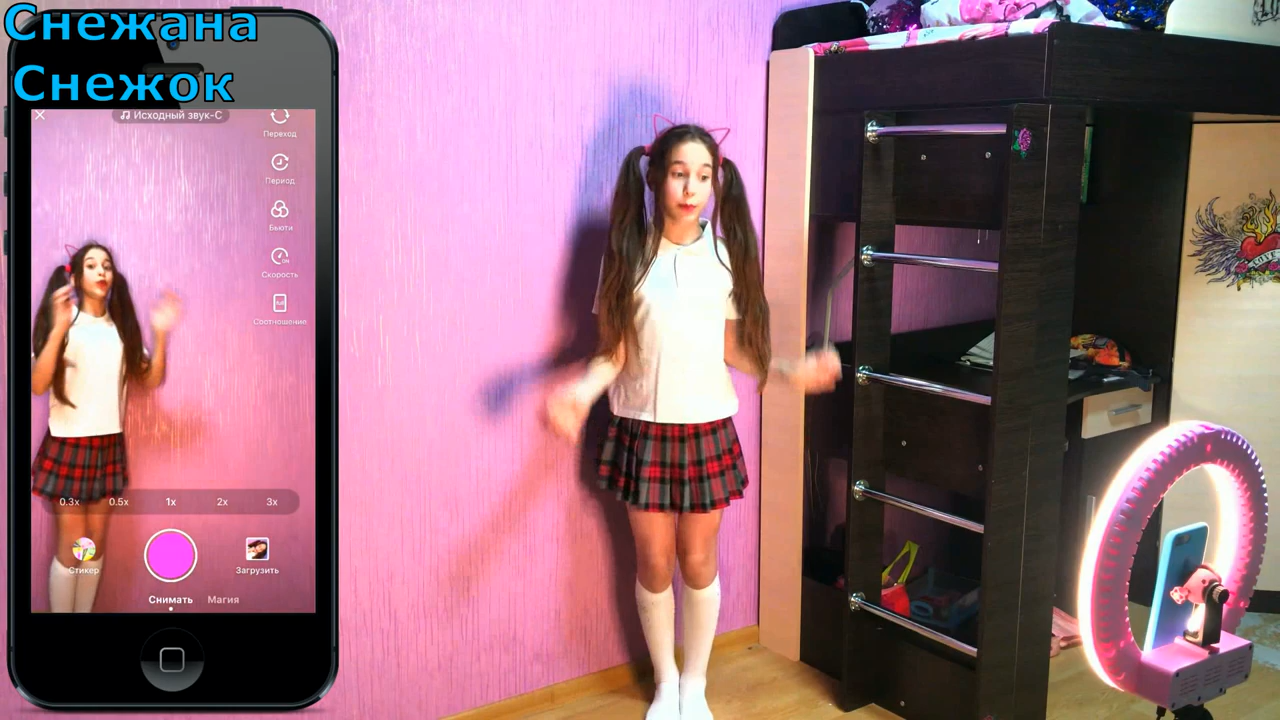 Снежана
Снежок
Исходный звук-С
Переход
Период
Бьюти
Скорость
Соотношение
0.3x 0.5x 1x 2x 3x
Стикер
Загрузить
Снимать Магия
LOVE